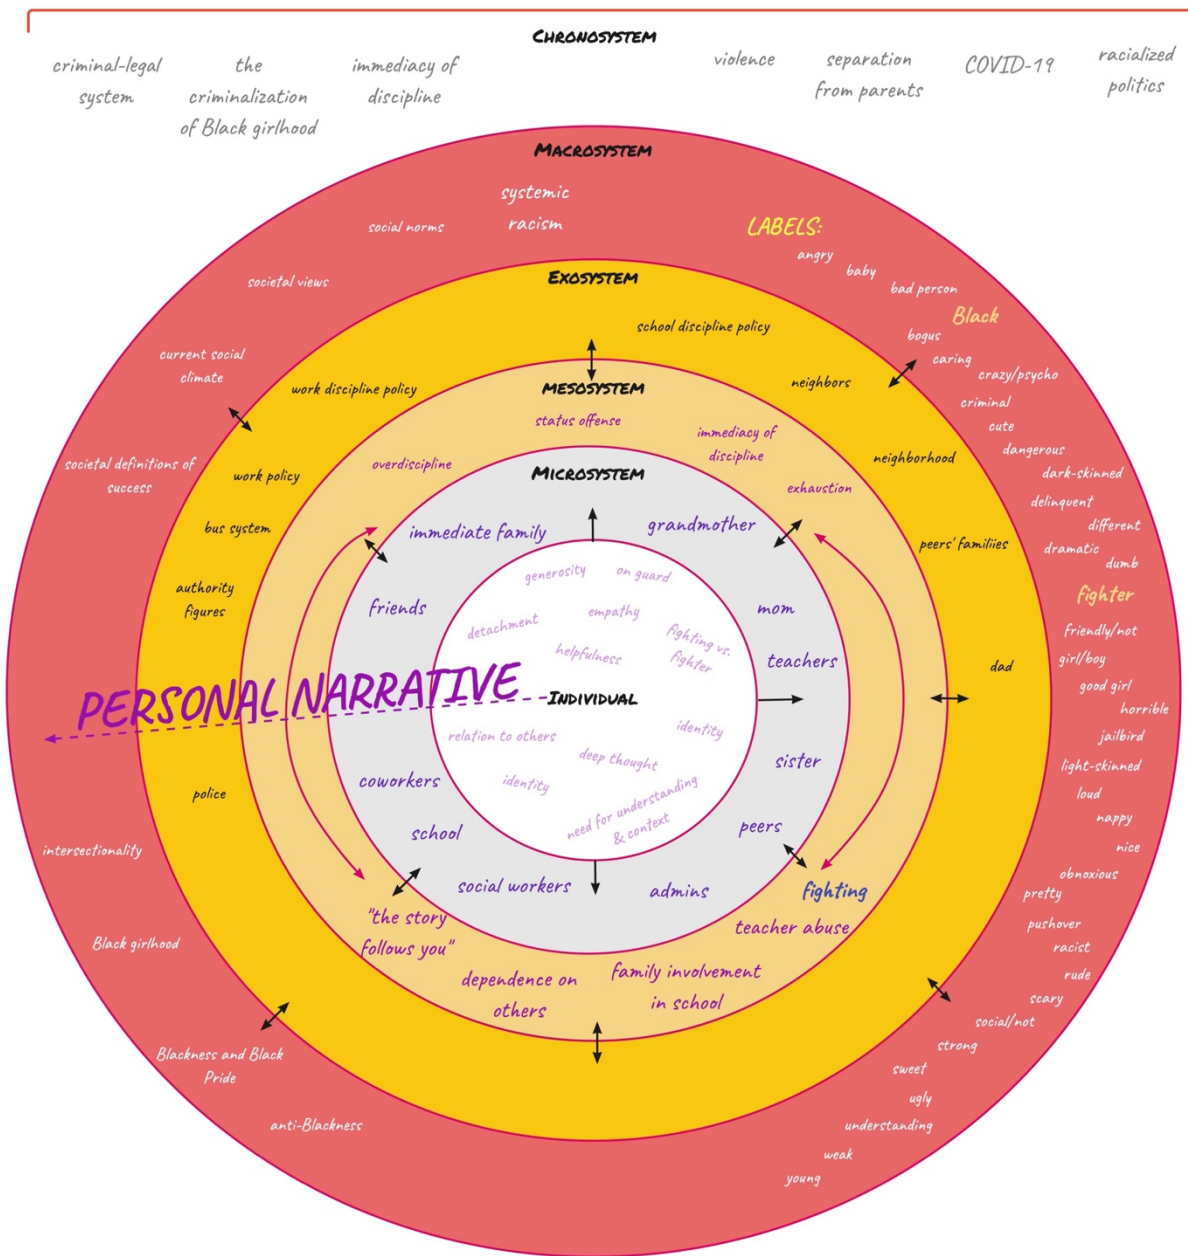 CHRONOSYSTEM
criminal-legal
system
the
criminalization
of Black girlhood
immediacy of
discipline
violence
separation
from parents
COVID-19
racialized
politics
MACROSYSTEM
systemic
racism
social norms
societal views
current social
climate
societal definitions of
success
intersectionality
Black girlhood
Blackness and Black
Pride
anti-Blackness
LABELS:
angry
baby
bad person
Black
bogus
caring
crazy/psycho
criminal
cute
dangerous
dark-skinned
delinquent
different
dramatic
dumb
fighter
friendly/not
girl/boy
good girl
horrible
jailbird
light-skinned
loud
nappy
nice
obnoxious
pretty
pushover
racist
rude
scary
social/not
strong
sweet
ugly
understanding
weak
young
EXOSYSTEM
school discipline policy
work discipline policy
neighbors
neighborhood
work policy
bus system
authority
figures
peers' familiies
dad
police
MESOSYSTEM
status offense
overdiscipline
immediacy of
discipline
exhaustion
fighting
teacher abuse
family involvement
in school
dependence on
others
"the story
follows you"
MICROSYSTEM
immediate family
grandmother
friends
mom
teachers
sister
coworkers
school
peers
social workers
admins
generosity
on guard
detachment
empathy
helpfulness
fighting vs.
fighter
PERSONAL NARRATIVE
INDIVIDUAL
relation to others
identity
deep thought
identity
need for understanding
& context